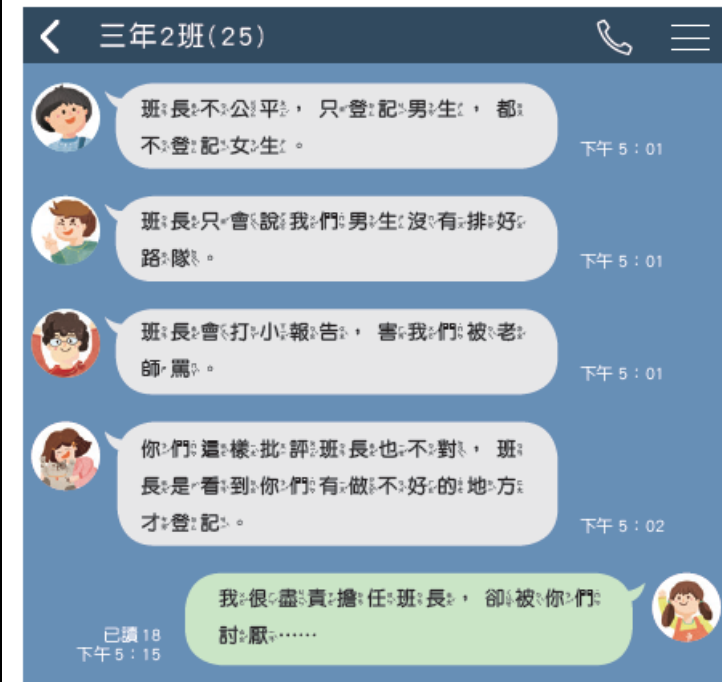 三年2班(25)
班長不公平，只登記男生，都
不登記女生。
下午 5：01
班長只會說我們男生沒有排好
路隊。
下午 5：01
班長會打小報告，害我們被老
師罵。
下午 5：01
你們這樣批評班長也不對，班
長是看到你們有做不好的地方
才登記。
下午 5：02
我很盡責擔任班長，卻被你們
討厭……
已讀 18
下午 5：15